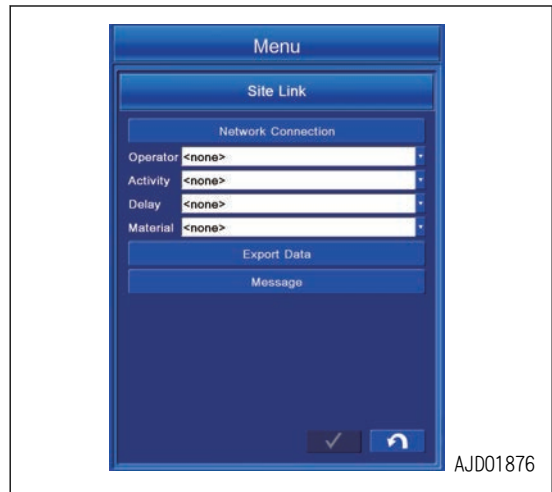 Menu
Site Link
Network Connection
Operator <none>
Activity <none>
Delay <none>
Material <none>
Export Data
Message
AJD01876